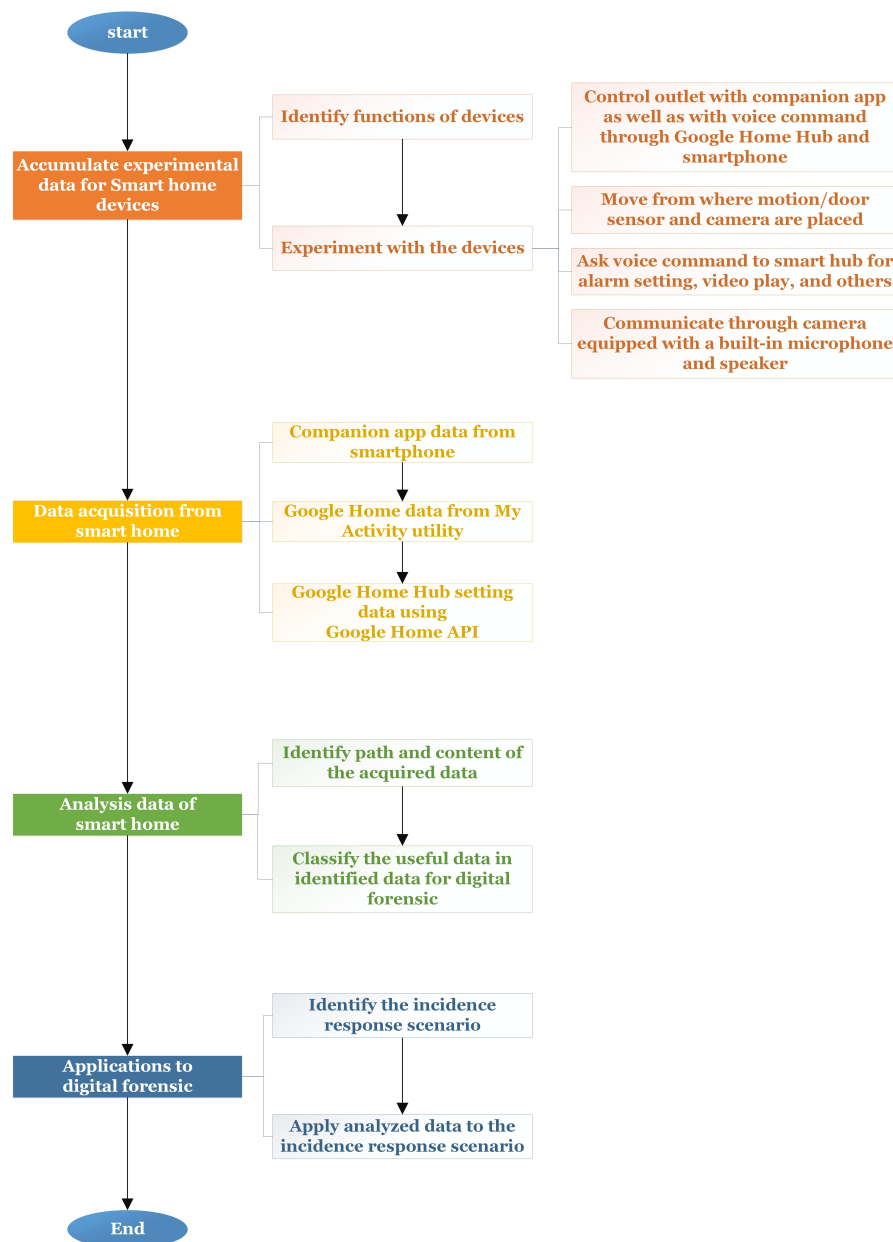 start
Accumulate experimental
data for Smart home
devices
Identify functions of devices
Experiment with the devices
Control outlet with companion app
as well as with voice command
through Google Home Hub and
smartphone
Move from where motion/door
sensor and camera are placed
Ask voice command to smart hub for
alarm setting, video play, and others
Communicate through camera
equipped with a built-in microphone
and speaker
Data acquisition from
smart home
Companion app data from
smartphone
Google Home data from My
Activity utility
Google Home Hub setting
data using
Google Home API
Analysis data of
smart home
Identify path and content of
the acquired data
Classify the useful data in
identified data for digital
forensic
Applications to
digital forensic
Identify the incidence
response scenario
Apply analyzed data to the
incidence response scenario
End